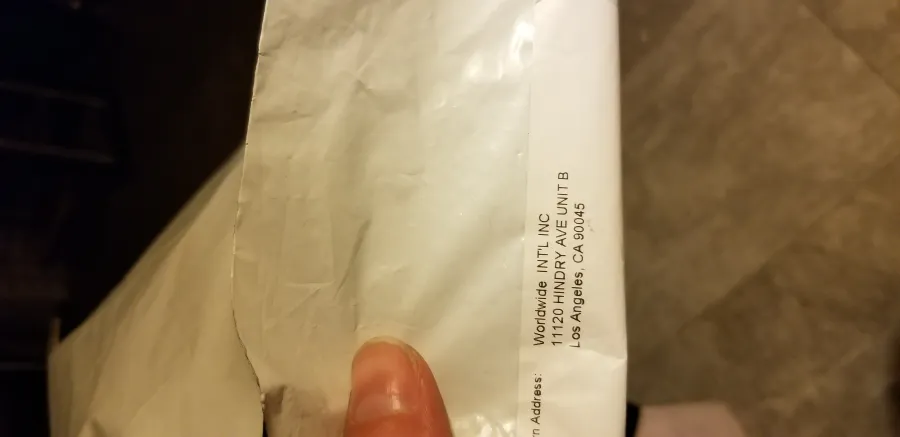 Worldwide INT'L INC
11120 HINDRY AVE UNIT B
Los Angeles, CA 90045
Address: